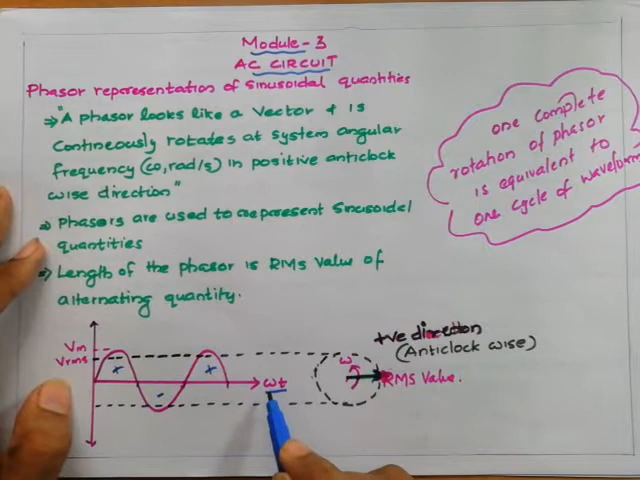 Module - 3
AC CIRCUIT
Phasor reporesentation of Sinusoidal quantities
"A phasor looks like a Vector & is
Contineously rotates at system angular
frequency (ω, rad/s) in positive anticlock
wise direction"
Phasors are used to represent Sinusoidal
quantities
Length of the phasor is RMS Value of
alternating quantity.
one complete
rotation of phasor
is equivalent to
one cycle of waveform
Vm
Vrms
+
-
+
ωt
+ve direction
(Anticlock wise)
ω
RMS Value.